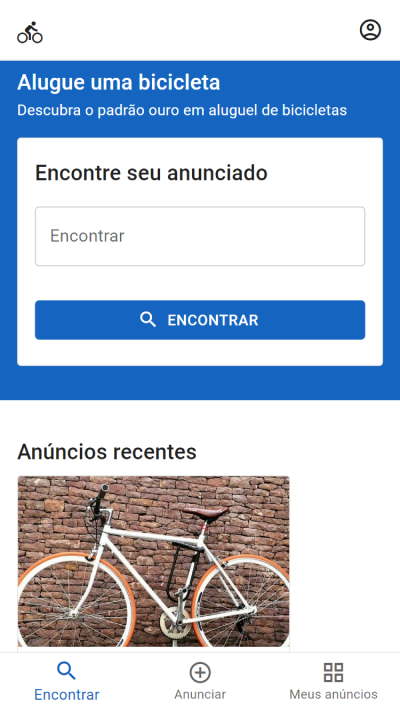 Alugue uma bicicleta
Descubra o padrão ouro em aluguel de bicicletas
Encontre seu anunciado
Encontrar
ENCONTRAR
Anúncios recentes
Encontrar
Anunciar
Meus anúncios